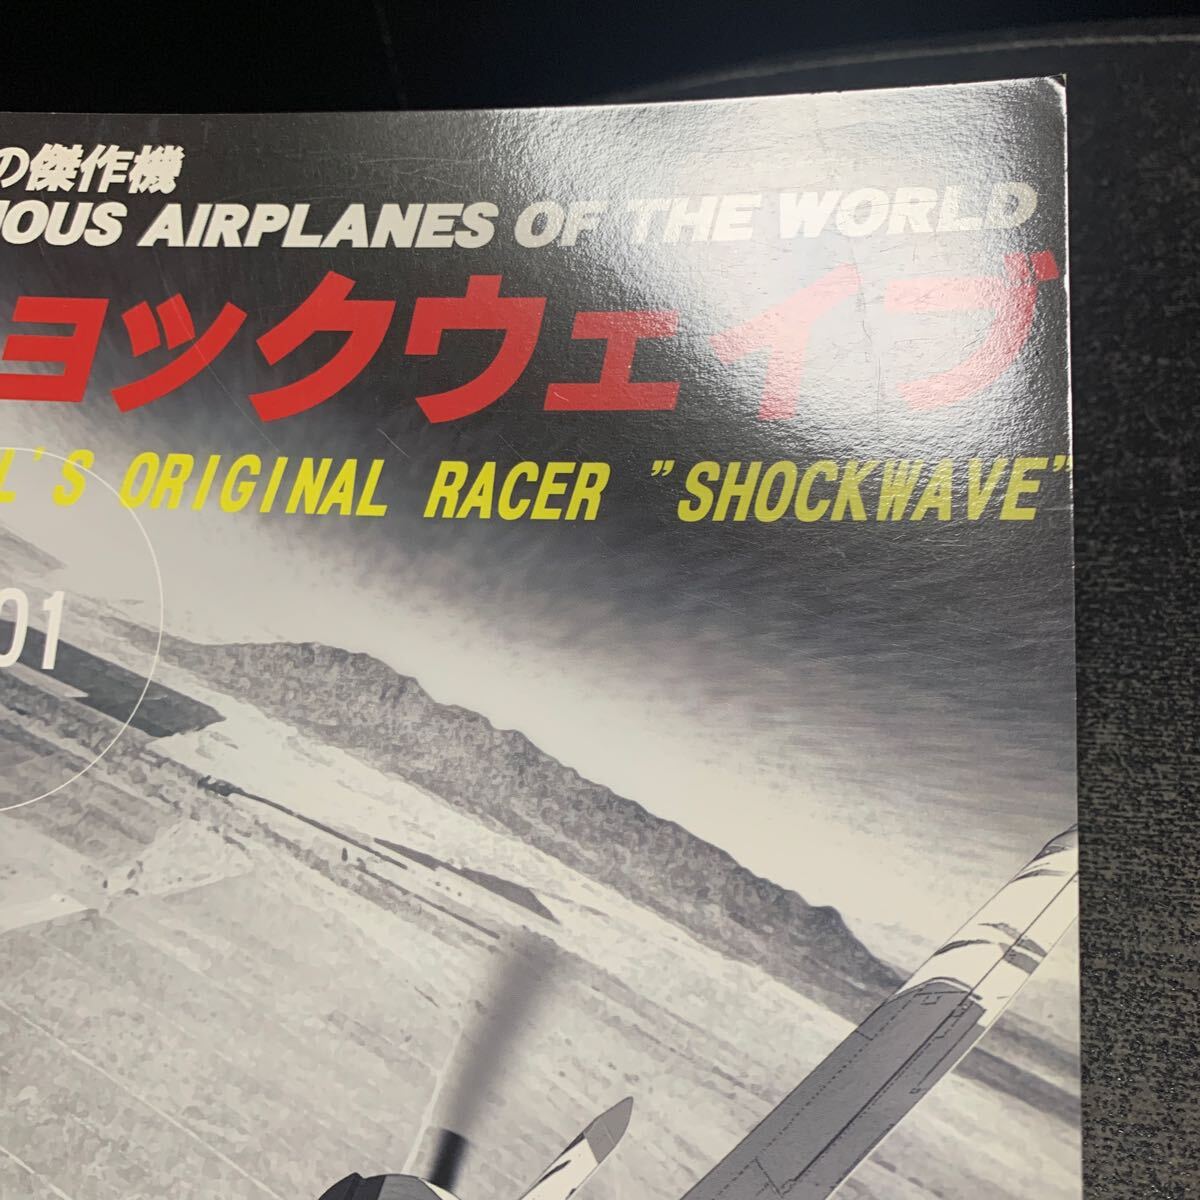 の傑作機
IOUS AIRPLANES OF THE WORLD
ョックウェイブ
L'S ORIGINAL RACER "SHOCKWAVE"
01